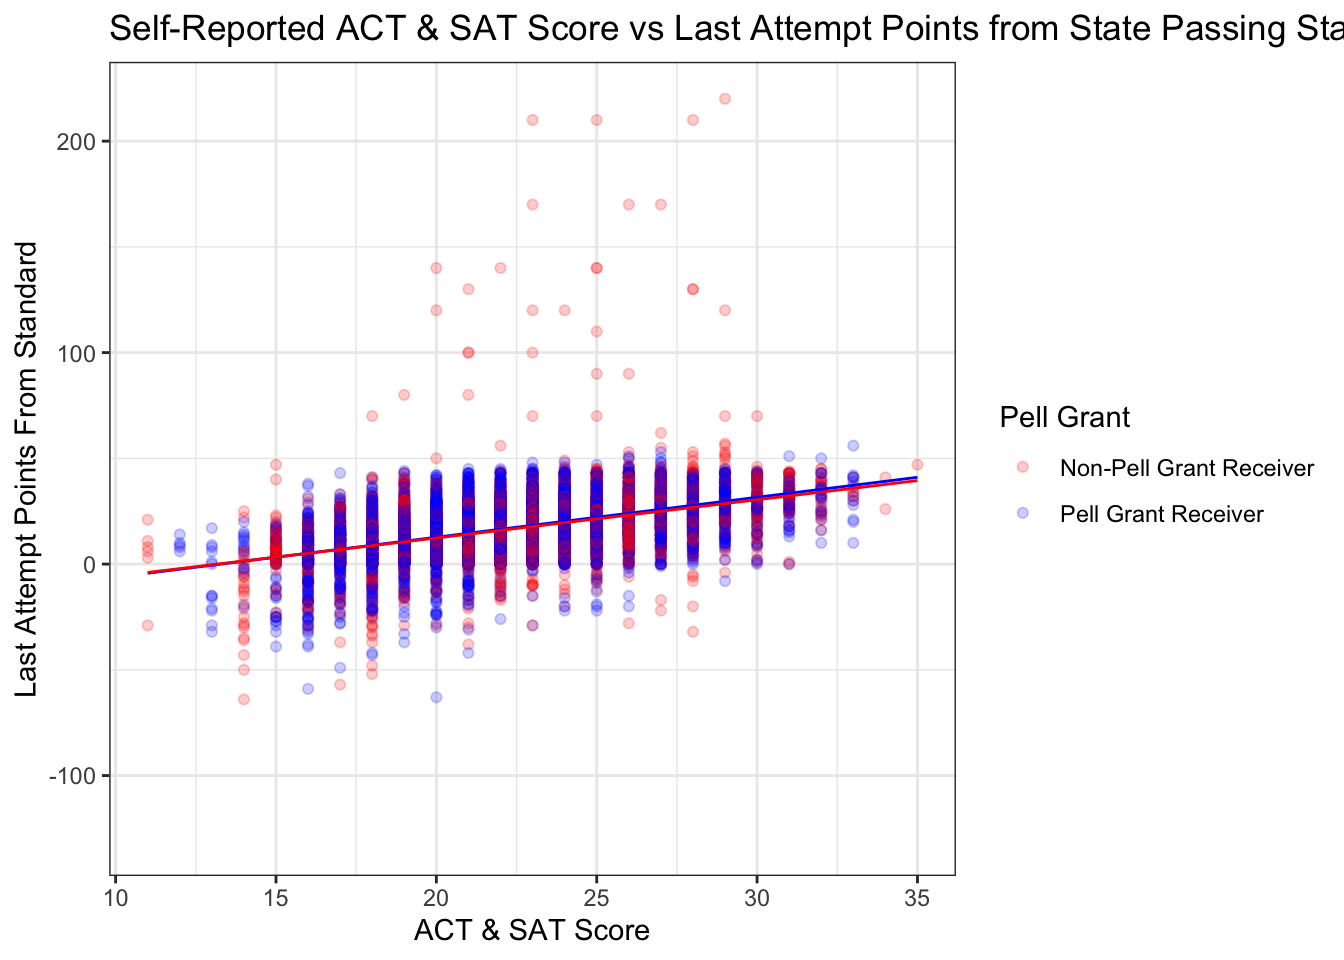 Self-Reported ACT & SAT Score vs Last Attempt Points from State Passing Sta
Last Attempt Points From Standard
200
100
0
-100
10 15 20 25 30 35
ACT & SAT Score
Pell Grant
Non-Pell Grant Receiver
Pell Grant Receiver